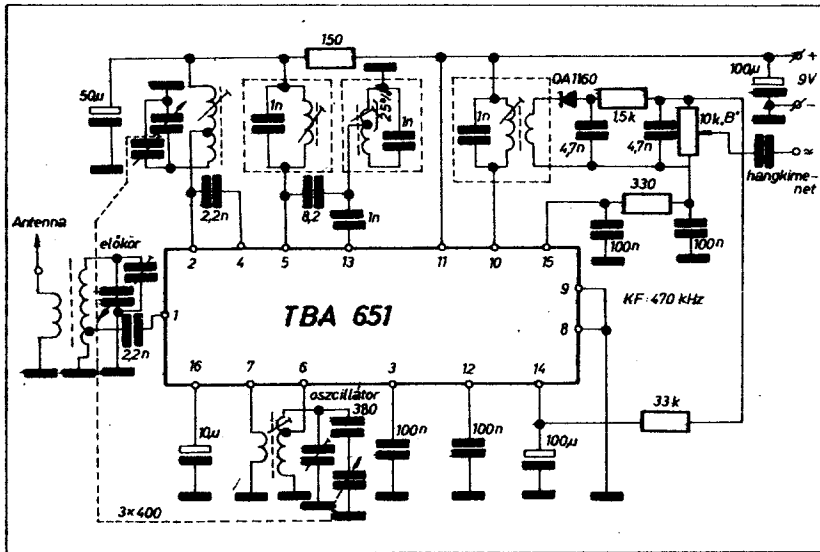 150
50µ
1n
25%
1n
1n
OA1160
1,5k
4,7n
4,7n
10k„B"
100µ
+
9V
-
≃
hangkime-
net
2,2n
8,2
1n
330
100n
100n
Antenna
előkör
2,2n
2
4
5
13
11
10
15
1
TBA 651
9
8
KF: 470 kHz
16
7
6
3
12
14
oszcillátor
380
10µ
100n
100n
100µ
33k
3×400